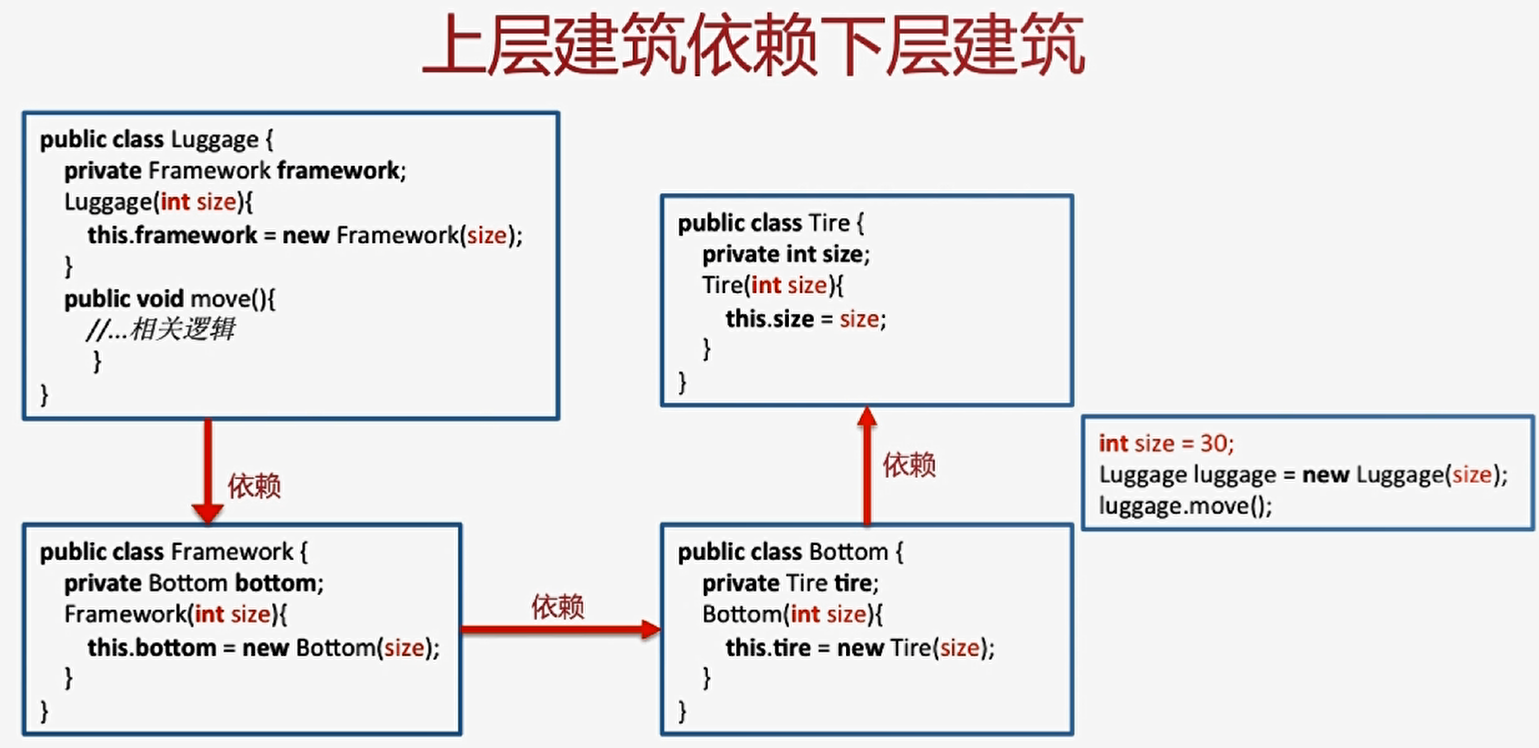 上层建筑依赖下层建筑
public class Luggage {
private Framework framework;
Luggage(int size){
this.framework = new Framework(size);
}
public void move(){
//...相关逻辑
}
}
依赖
public class Framework {
private Bottom bottom;
Framework(int size){
this.bottom = new Bottom(size);
}
}
依赖
public class Bottom {
private Tire tire;
Bottom(int size){
this.tire = new Tire(size);
}
}
依赖
public class Tire {
private int size;
Tire(int size){
this.size = size;
}
}
int size = 30;
Luggage luggage = new Luggage(size);
luggage.move();